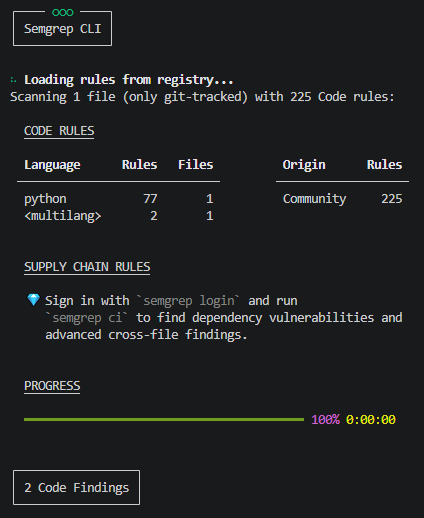 Semgrep CLI
Loading rules from registry...
Scanning 1 file (only git-tracked) with 225 Code rules:
CODE RULES
Language Rules Files Origin Rules
python 77 1 Community 225
<multilang> 2 1
SUPPLY CHAIN RULES
Sign in with `semgrep login` and run
`semgrep ci` to find dependency vulnerabilities and
advanced cross-file findings.
PROGRESS
100% 0:00:00
2 Code Findings